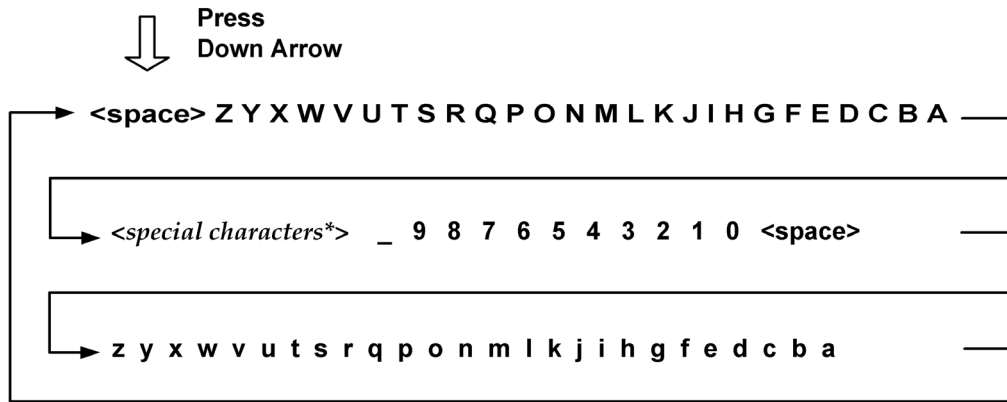 Press
Down Arrow
<space> Z Y X W V U T S R Q P O N M L K J I H G F E D C B A
<special characters*> _ 9 8 7 6 5 4 3 2 1 0 <space>
z y x w v u t s r q p o n m l k j i h g f e d c b a